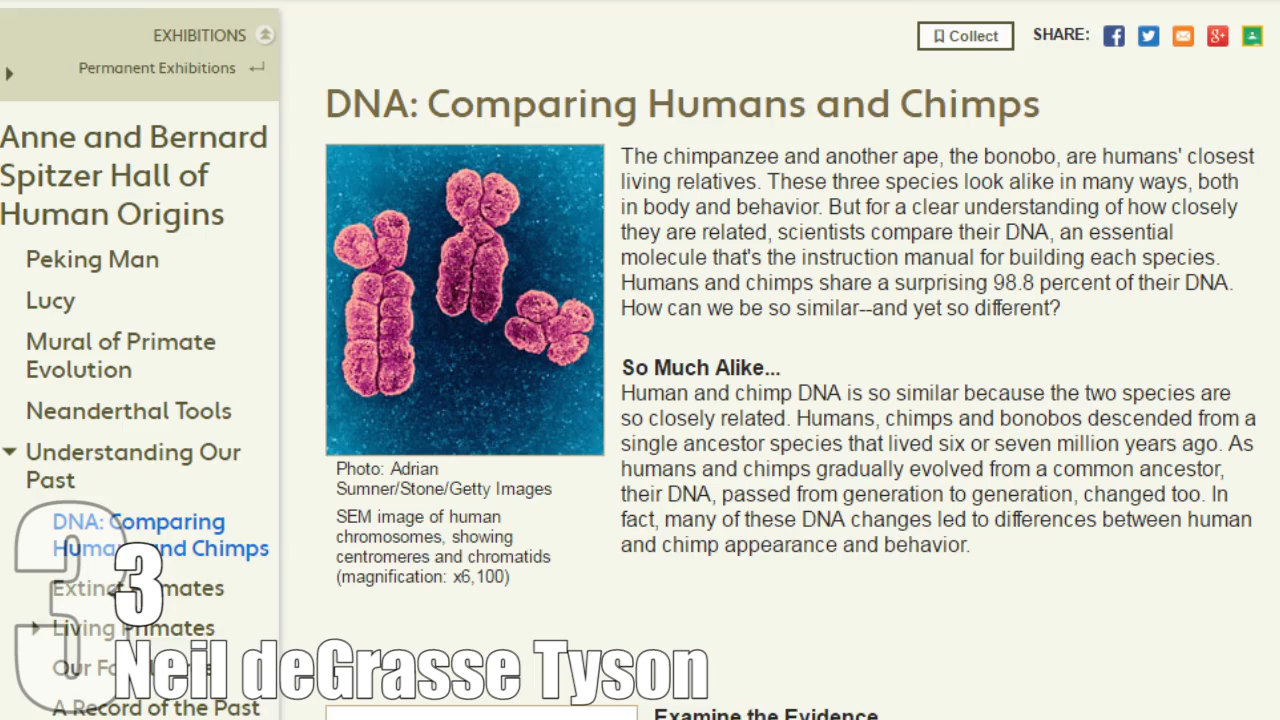 EXHIBITIONS
Permanent Exhibitions
Anne and Bernard
Spitzer Hall of
Human Origins
Peking Man
Lucy
Mural of Primate
Evolution
Neanderthal Tools
Understanding Our
Past
DNA: Comparing
and Chimps
Living Primates
A Record of the Past
Collect
SHARE:
DNA: Comparing Humans and Chimps
The chimpanzee and another ape, the bonobo, are humans' closest
living relatives. These three species look alike in many ways, both
in body and behavior. But for a clear understanding of how closely
they are related, scientists compare their DNA, an essential
molecule that's the instruction manual for building each species.
Humans and chimps share a surprising 98.8 percent of their DNA.
How can we be so similar--and yet so different?
So Much Alike...
Human and chimp DNA is so similar because the two species are
so closely related. Humans, chimps and bonobos descended from a
single ancestor species that lived six or seven million years ago. As
humans and chimps gradually evolved from a common ancestor,
their DNA, passed from generation to generation, changed too. In
fact, many of these DNA changes led to differences between human
and chimp appearance and behavior.
Photo: Adrian
Sumner/Stone/Getty Images
SEM image of human
chromosomes, showing
centromeres and chromatids
(magnification: x6,100)
Examine the Evidence
3
3
Neil deGrasse Tyson